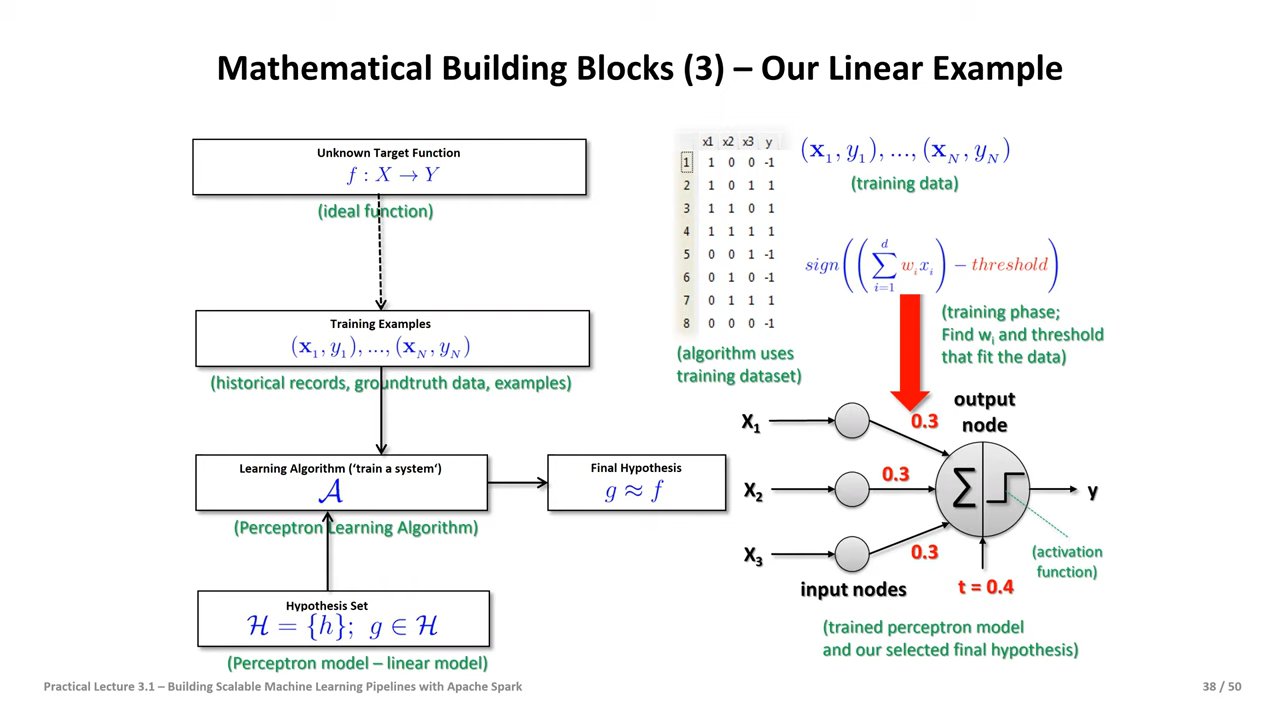 Mathematical Building Blocks (3) – Our Linear Example
Unknown Target Function
f : X → Y
(ideal function)
Training Examples
(x₁, y₁), ..., (x_N, y_N)
(historical records, groundtruth data, examples)
Learning Algorithm (‘train a system‘)
𝒜
(Perceptron Learning Algorithm)
Final Hypothesis
g ≈ f
Hypothesis Set
ℋ = {h}; g ∈ ℋ
(Perceptron model – linear model)
x1 x2 x3 y
1 1 0 0 -1
2 1 0 1 1
3 1 1 0 1
4 1 1 1 1
5 0 0 1 -1
6 0 1 0 -1
7 0 1 1 1
8 0 0 0 -1
(algorithm uses
training dataset)
(x₁, y₁), ..., (x_N, y_N)
(training data)
sign((∑_{i=1}^{d} w_i x_i) − threshold)
(training phase;
Find wᵢ and threshold
that fit the data)
output
node
X₁
0.3
X₂
0.3
Σ
y
X₃
0.3
(activation
function)
input nodes
t = 0.4
(trained perceptron model
and our selected final hypothesis)
Practical Lecture 3.1 – Building Scalable Machine Learning Pipelines with Apache Spark
38 / 50